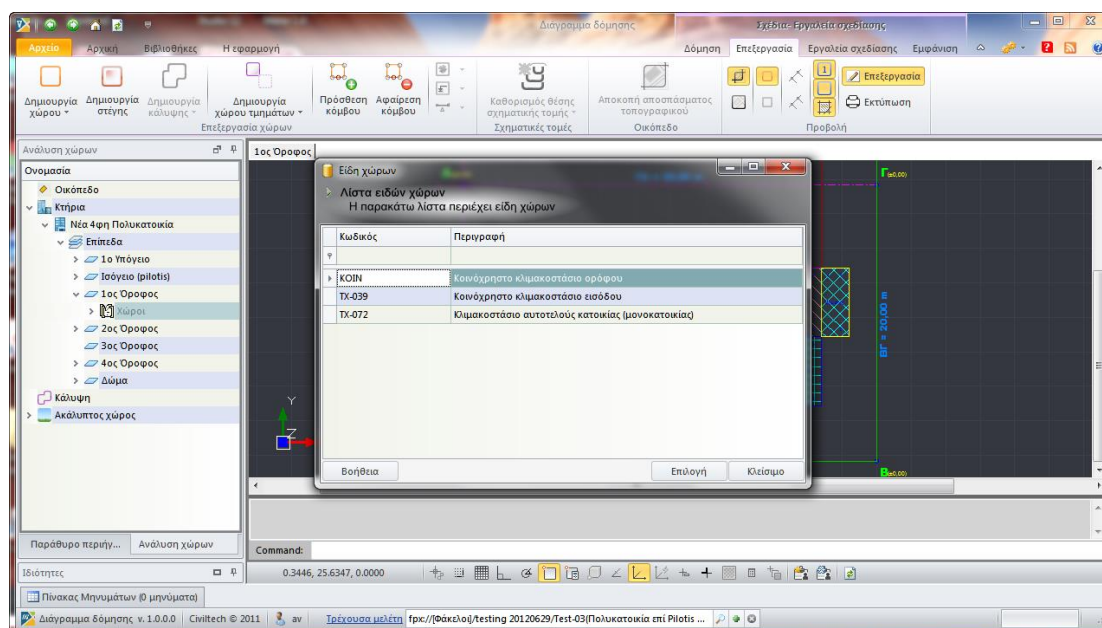 Διάγραμμα δόμησης
Σχέδιο- Εργαλεία σχεδίασης
Αρχείο Αρχική Βιβλιοθήκες Η εφαρμογή Δόμηση Επεξεργασία Εργαλεία σχεδίασης Εμφάνιση
Δημιουργία χώρου
Δημιουργία στέγης
Δημιουργία κάλυψης
Δημιουργία χώρου τμημάτων
Επεξεργασία χώρων
Πρόσθεση κόμβου
Αφαίρεση κόμβου
Καθορισμός θέσης σχηματικής τομής
Σχηματικές τομές
Αποκοπή αποσπάσματος τοπογραφικού
Οικόπεδο
Επεξεργασία
Εκτύπωση
Προβολή
Ανάλυση χώρων
Ονομασία
Οικόπεδο
Κτήρια
Νέα 4φη Πολυκατοικία
Επίπεδα
1ο Υπόγειο
Ισόγειο (pilotis)
1ος Όροφος
Χώροι
2ος Όροφος
3ος Όροφος
4ος Όροφος
Δώμα
Κάλυψη
Ακάλυπτος χώρος
Παράθυρο περιήγ... Ανάλυση χώρων
Ιδιότητες
1ος Όροφος
Είδη χώρων
Λίστα ειδών χώρων
Η παρακάτω λίστα περιέχει είδη χώρων
Κωδικός Περιγραφή
ΚΟΙΝ Κοινόχρηστο κλιμακοστάσιο ορόφου
TX-039 Κοινόχρηστο κλιμακοστάσιο εισόδου
TX-072 Κλιμακοστάσιο αυτοτελούς κατοικίας (μονοκατοικίας)
Βοήθεια Επιλογή Κλείσιμο
Γ(±0,00)
ΒΓ = 20,00 m
Β(±0,00)
Y
Z
Command:
0.3446, 25.6347, 0.0000
Πίνακας Μηνυμάτων (0 μηνύματα)
Διάγραμμα δόμησης v. 1.0.0.0 Civiltech © 2011 av Τρέχουσα μελέτη fpx://[Φάκελοι]/testing 20120629/Test-03(Πολυκατοικία επί Pilotis ...